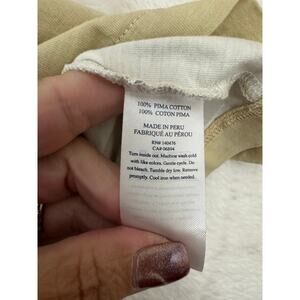 100% PIMA COTTON
100% COTON PIMA
MADE IN PERU
FABRIQUÉ AU PÉROU
RN# 140476
CA# 06894
Turn inside out. Machine wash cold
with like colors. Gentle cycle. Do
not bleach. Tumble dry low. Remove
promptly. Cool iron when needed.